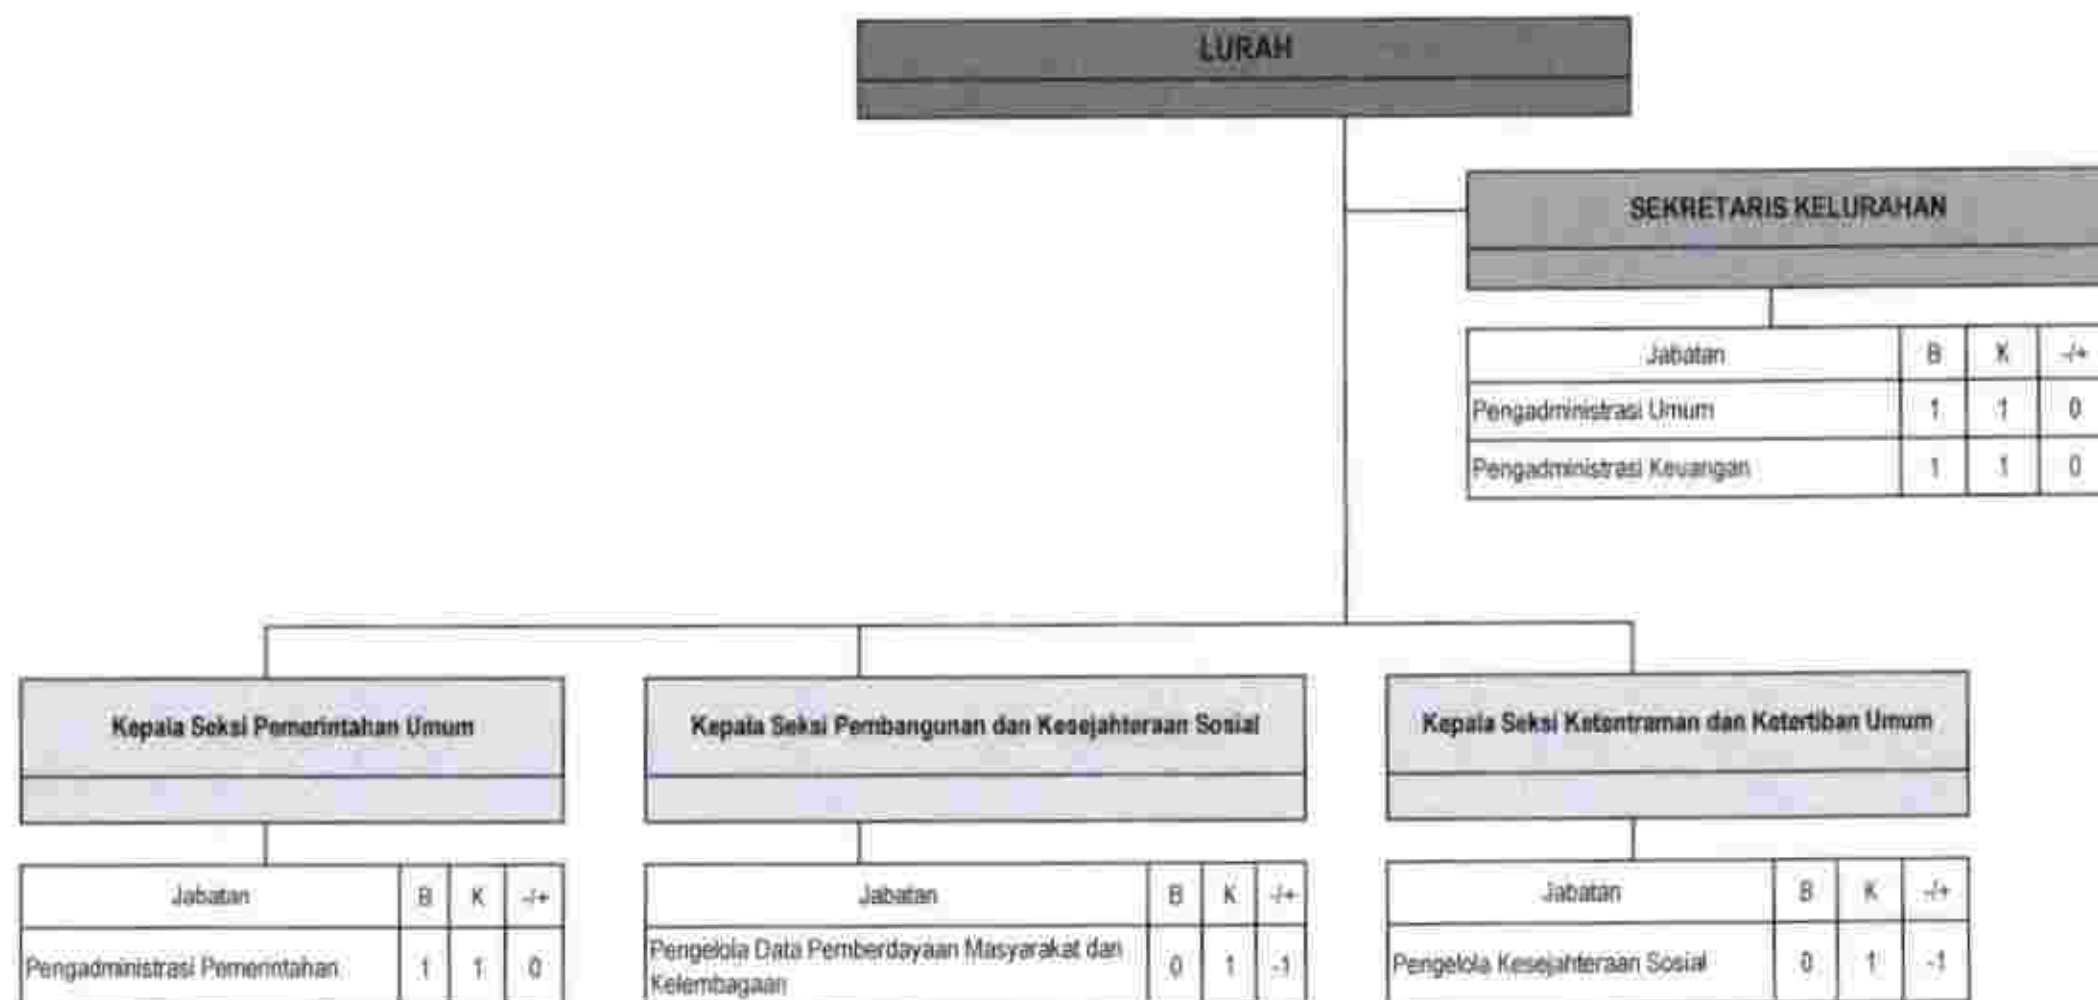 LURAH
SEKRETARIS KELURAHAN
Jabatan B K -/+
Pengadministrasi Umum 1 1 0
Pengadministrasi Keuangan 1 1 0
Kepala Seksi Pemerintahan Umum
Kepala Seksi Pembangunan dan Kesejahteraan Sosial
Kepala Seksi Ketentraman dan Ketertiban Umum
Jabatan B K -/+
Pengadministrasi Pemerintahan 1 1 0
Jabatan B K -/+
Pengelola Data Pemberdayaan Masyarakat dan
Kelembagaan 0 1 -1
Jabatan B K -/+
Pengelola Kesejahteraan Sosial 0 1 -1